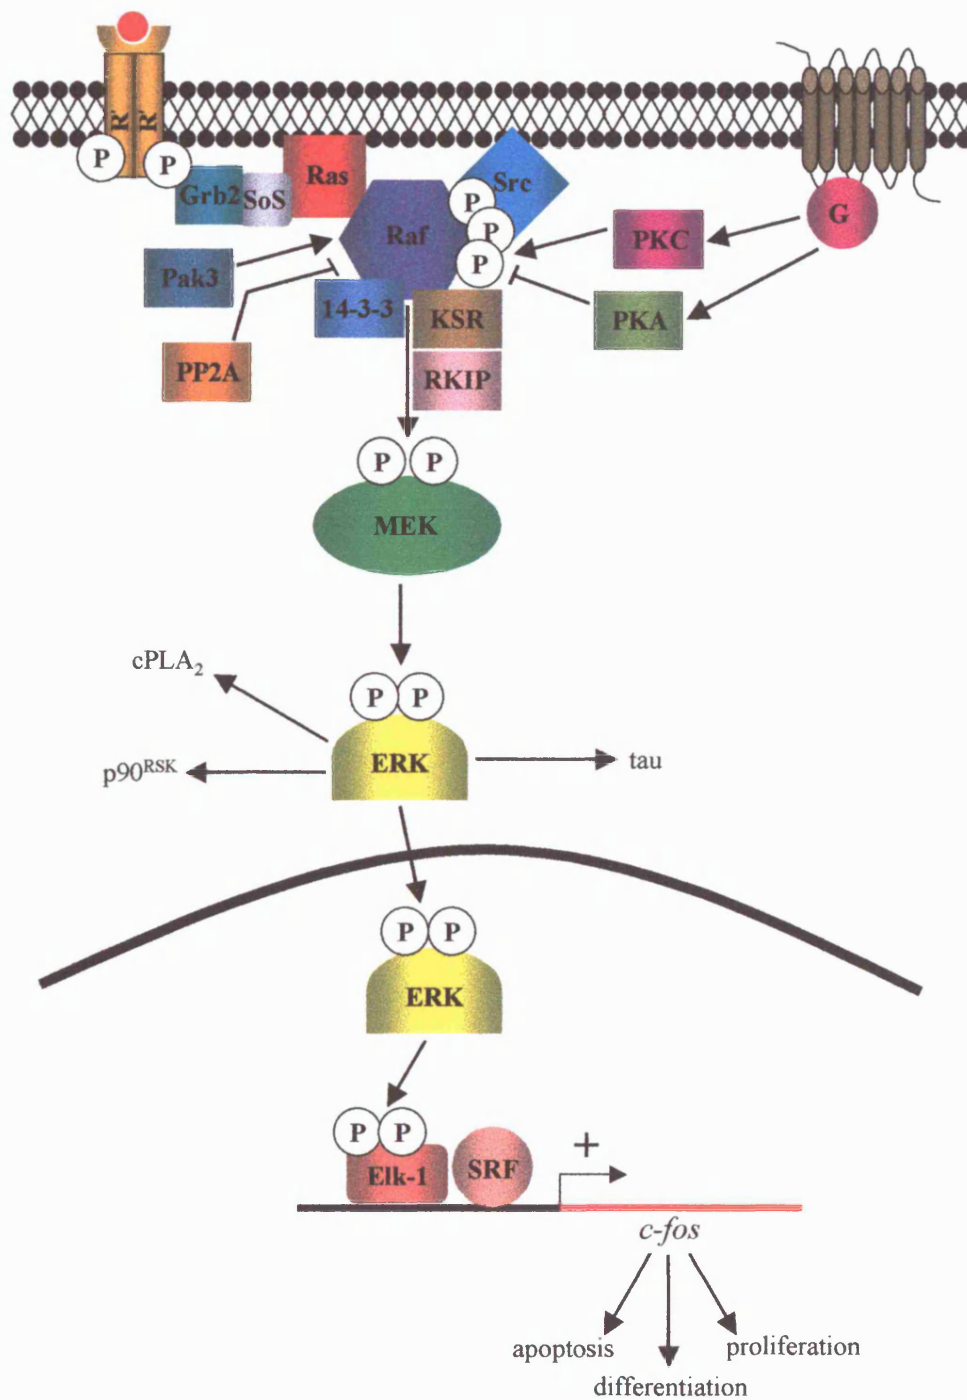 R R
P P
Grb2 SoS Ras Raf P P P Src
PKC G
Pak3
14-3-3 KSR PKA
PP2A RKIP
P P
MEK
cPLA₂
P P
p90ᴿˢᴷ ERK tau
P P
ERK
P P
Elk-1 SRF +
c-fos
apoptosis proliferation
differentiation